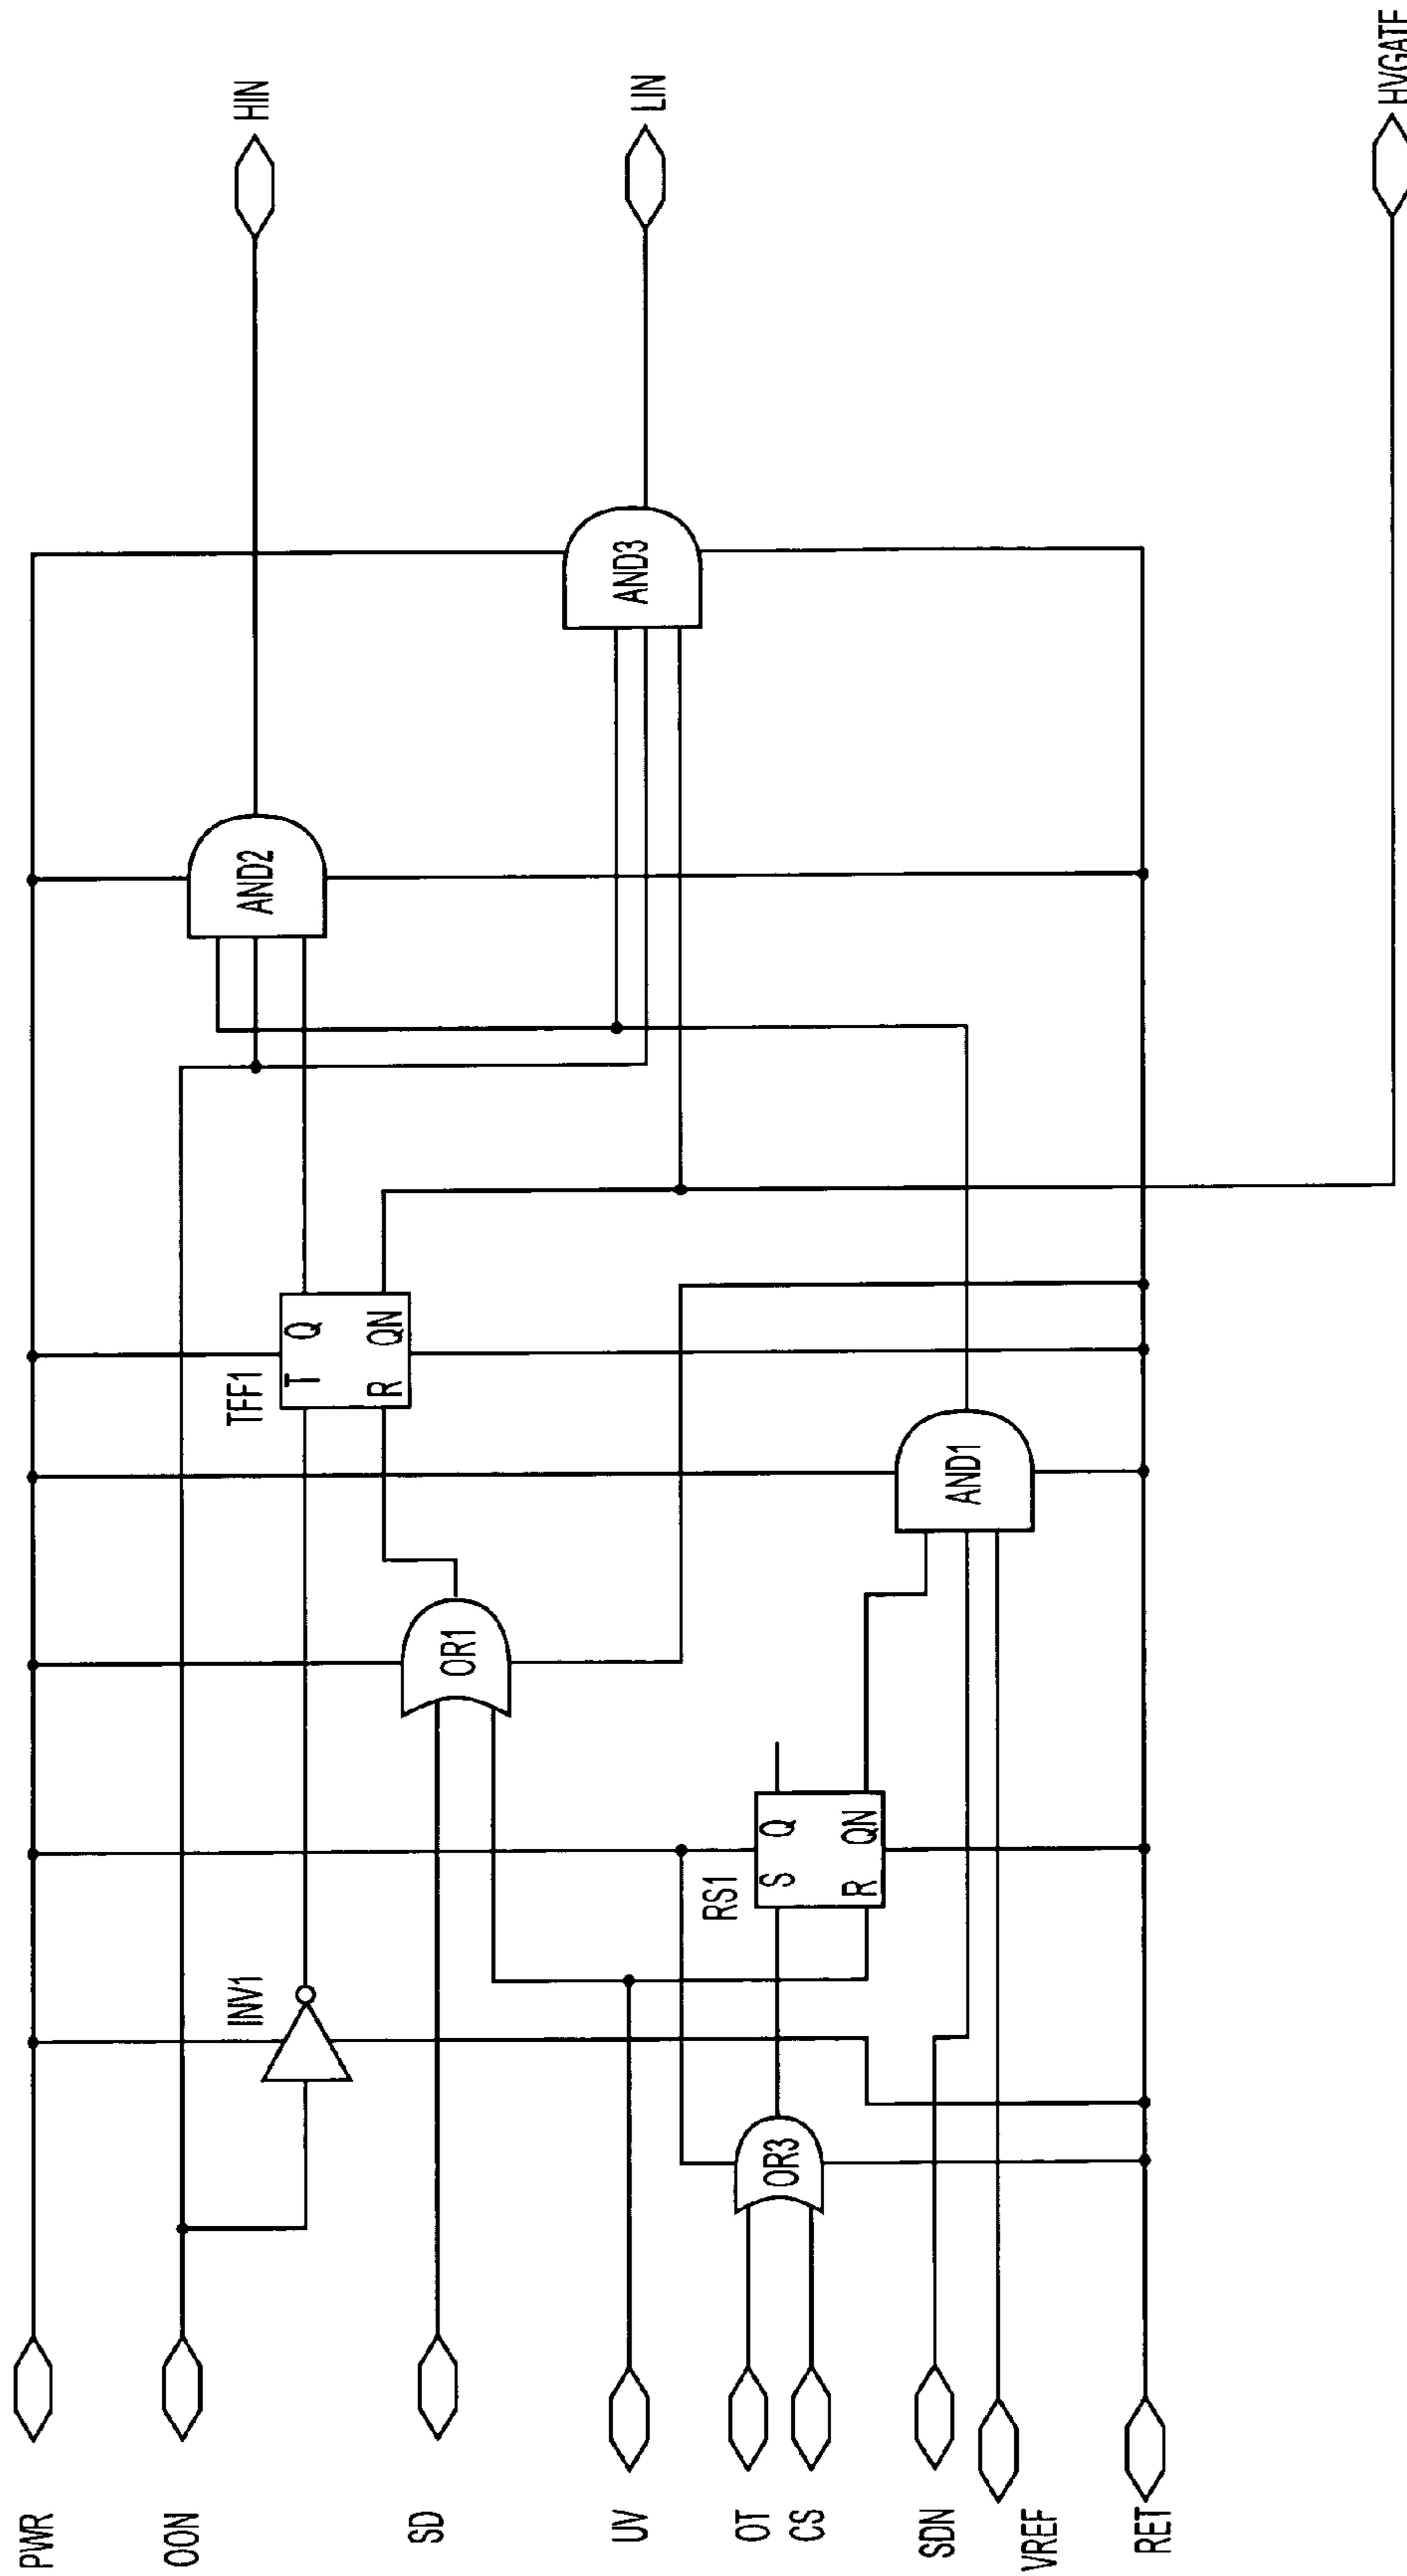 PWR
OON
SD
UV
OT
CS
SDN
VREF
RET
INV1
OR3
RS1
S
Q
R
QN
OR1
AND1
TFF1
T
Q
R
QN
AND2
AND3
HIN
LIN
HVGATE